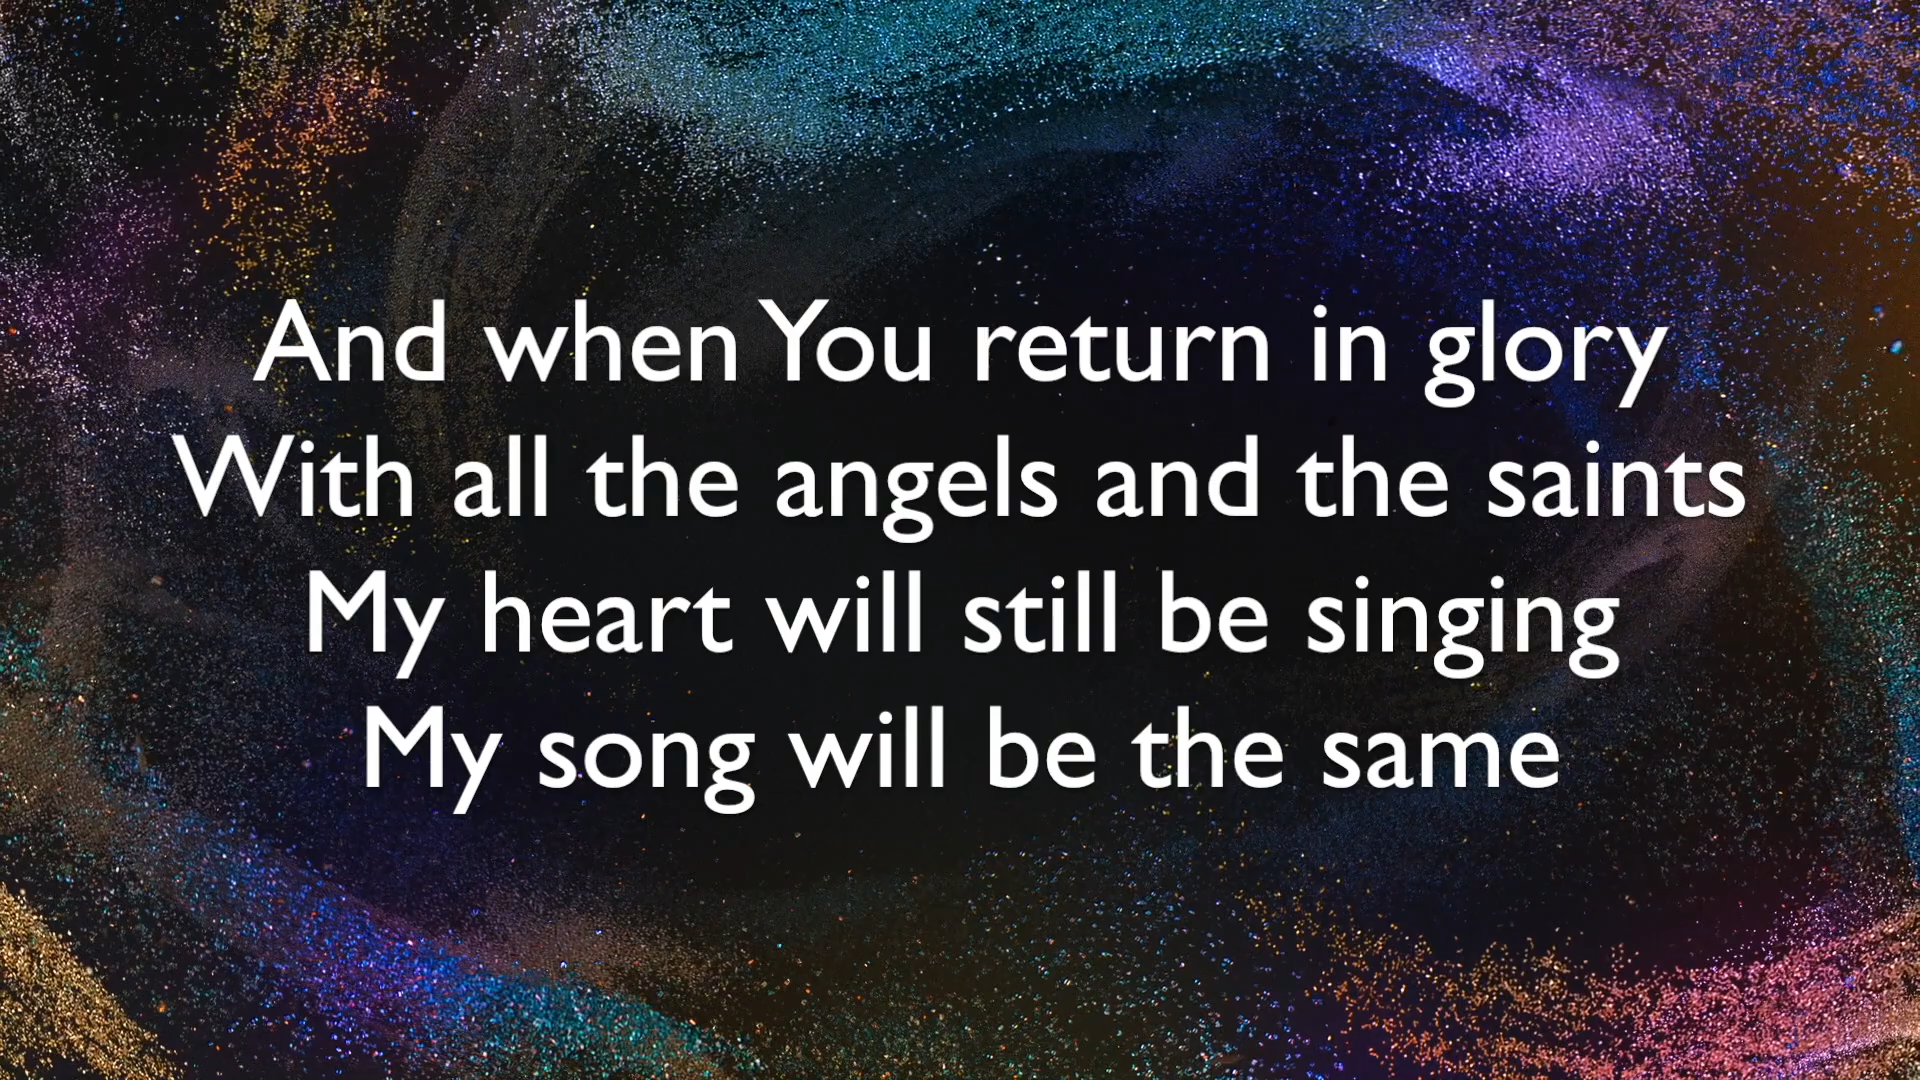 And when You return in glory
With all the angels and the saints
My heart will still be singing
My song will be the same